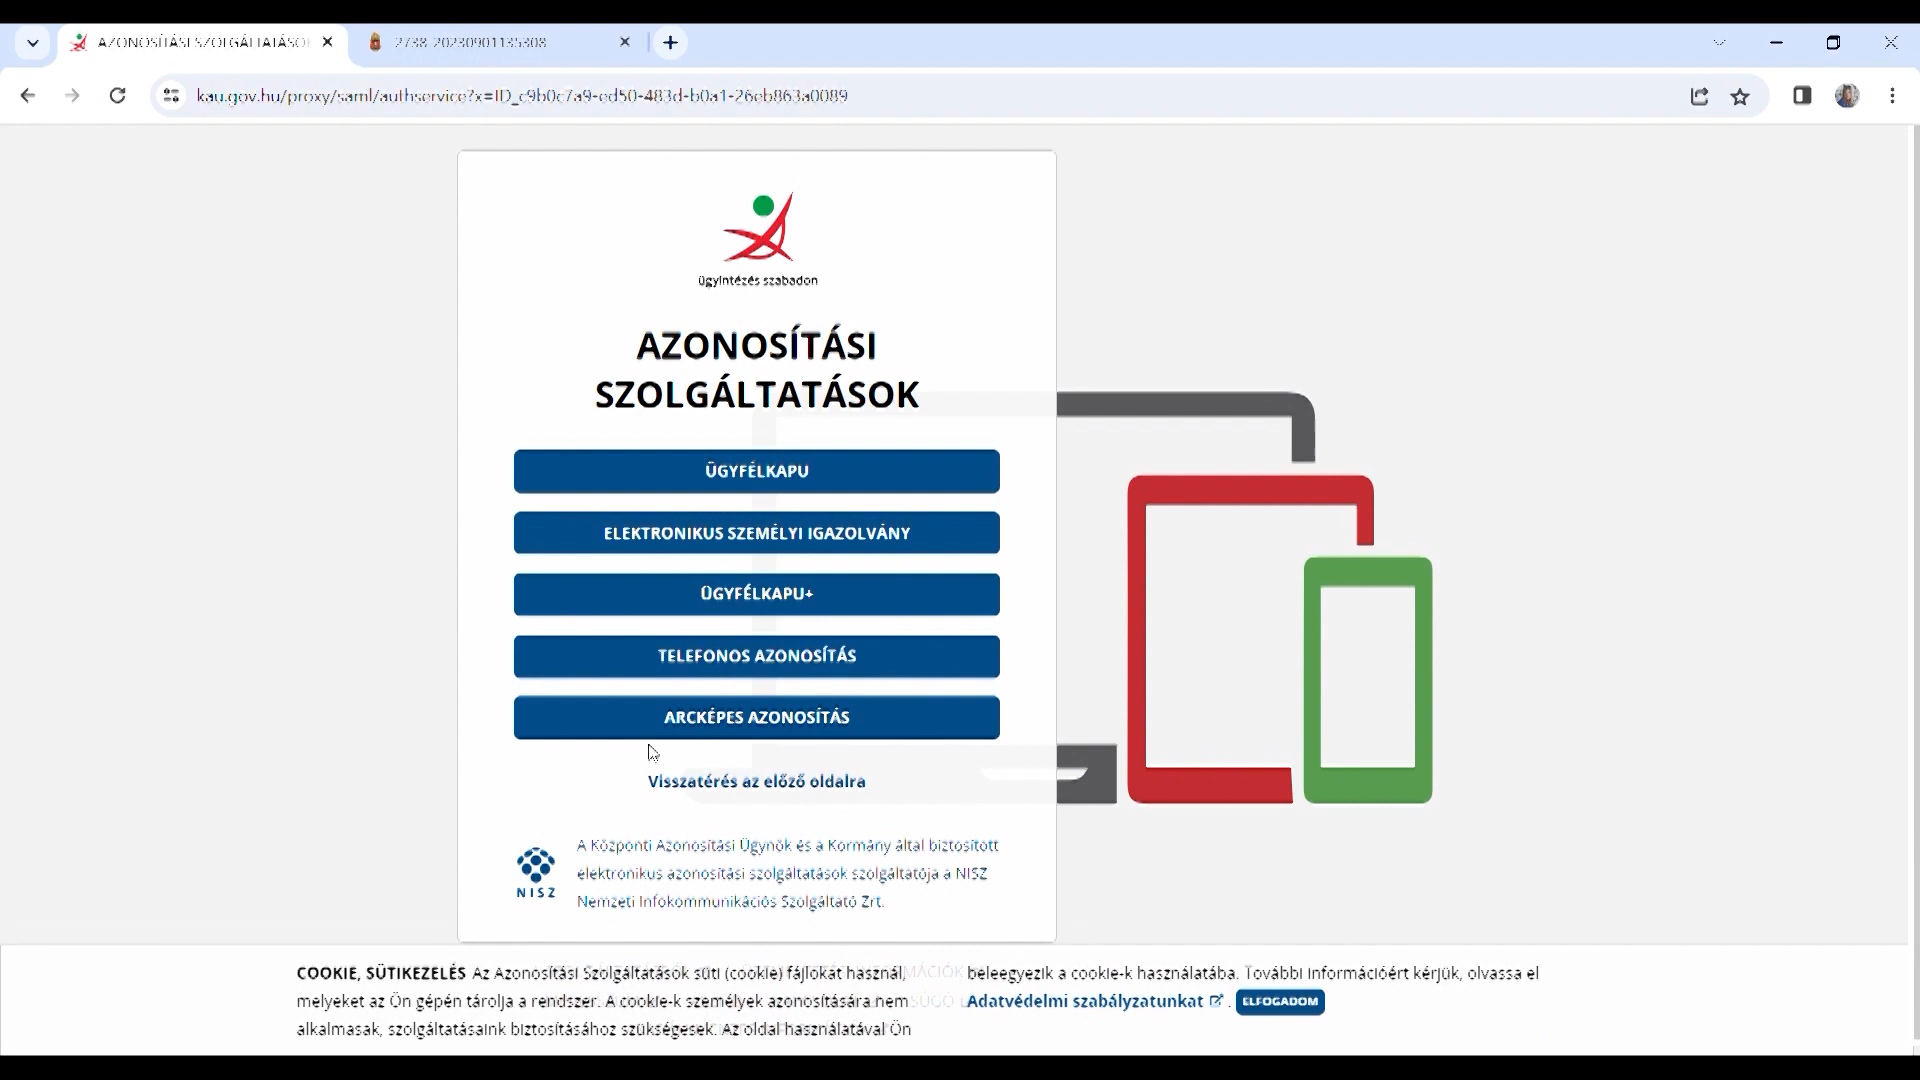 AZONOSÍTÁSI SZOLGÁLTATÁSO
2738-20230901135308
kau.gov.hu/proxy/saml/authservice?x=ID_c9b0c7a9-ed50-483d-b0a1-26eb863a0089
ügyintézés szabadon
AZONOSÍTÁSI
SZOLGÁLTATÁSOK
ÜGYFÉLKAPU
ELEKTRONIKUS SZEMÉLYI IGAZOLVÁNY
ÜGYFÉLKAPU+
TELEFONOS AZONOSÍTÁS
ARCKÉPES AZONOSÍTÁS
Visszatérés az előző oldalra
NISZ
A Központi Azonosítási Ügynök és a Kormány által biztosított
elektronikus azonosítási szolgáltatások szolgáltatója a NISZ
Nemzeti Infokommunikációs Szolgáltató Zrt.
COOKIE, SÜTIKEZELÉS Az Azonosítási Szolgáltatások süti (cookie) fájlokat használ,
melyeket az Ön gépén tárolja a rendszer. A cookie-k személyek azonosítására nem
alkalmasak, szolgáltatásaink biztosításához szükségesek. Az oldal használatával Ön
beleegyezik a cookie-k használatába. További információért kérjük, olvassa el
Adatvédelmi szabályzatunkat . ELFOGADOM